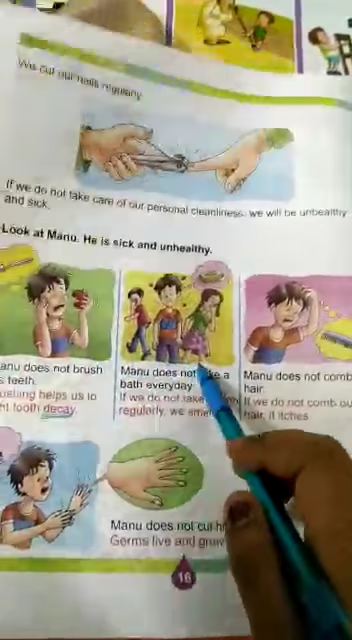 We cut our nails regularly.
If we do not take care of our personal cleanliness, we will be unhealthy
and sick.
Look at Manu. He is sick and unhealthy.
anu does not brush
s teeth.
ushing helps us to
ht tooth decay.
Manu does not take a
bath everyday
If we do not take
regularly, we smell
Manu does not comb
hair.
If we do not comb ou
hair, it itches.
Manu does not cut
Germs live and grow
16